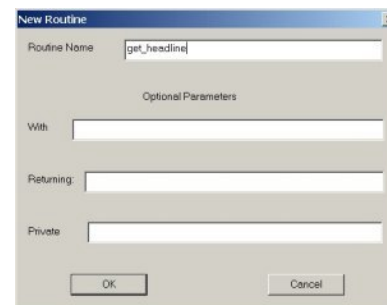 New Routine
Routine Name get_headline
Optional Parameters
With
Returning:
Private
OK Cancel